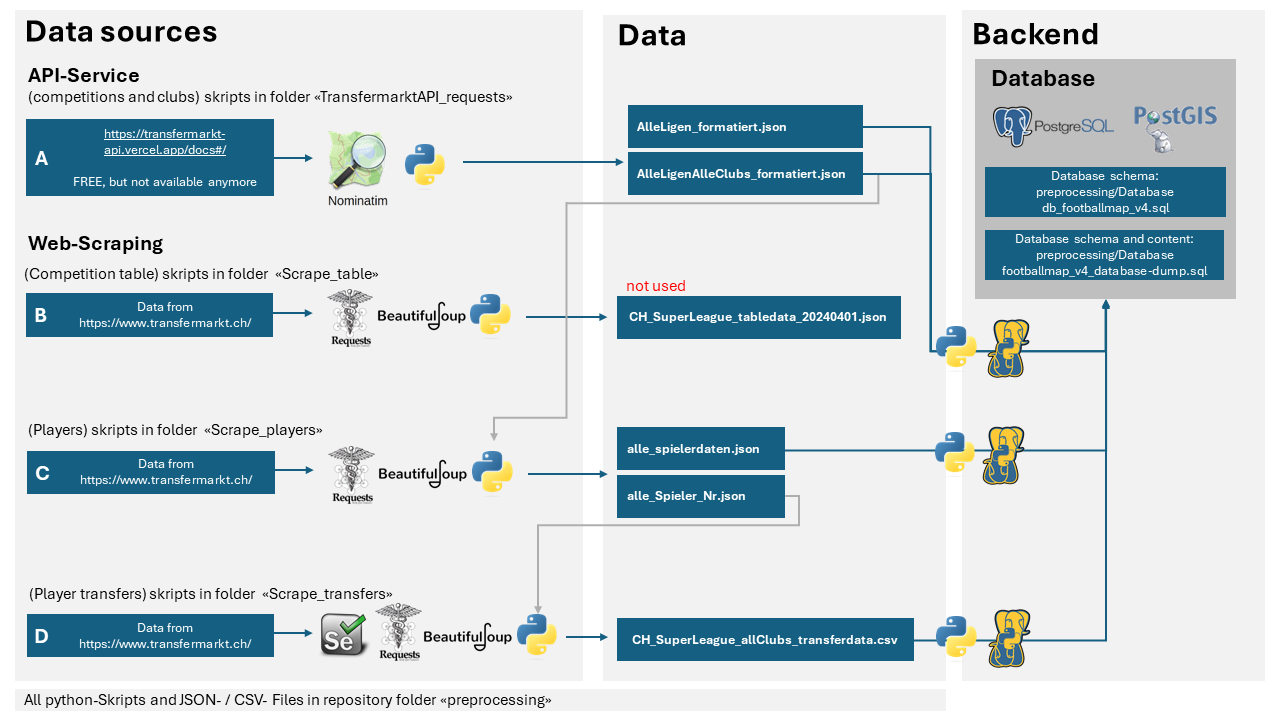 Data sources
API-Service
(competitions and clubs) skripts in folder «TransfermarktAPI_requests»
A
https://transfermarkt-
api.vercel.app/docs#/
FREE, but not available anymore
Nominatim
Web-Scraping
(Competition table) skripts in folder «Scrape_table»
B
Data from
https://www.transfermarkt.ch/
Requests
BeautifulSoup
(Players) skripts in folder «Scrape_players»
C
Data from
https://www.transfermarkt.ch/
Requests
BeautifulSoup
(Player transfers) skripts in folder «Scrape_transfers»
D
Data from
https://www.transfermarkt.ch/
Se
Requests
BeautifulSoup
Data
AlleLigen_formatiert.json
AlleLigenAlleClubs_formatiert.json
not used
CH_SuperLeague_tabledata_20240401.json
alle_spielerdaten.json
alle_Spieler_Nr.json
CH_SuperLeague_allClubs_transferdata.csv
Backend
Database
PostgreSQL
PostGIS
Database schema:
preprocessing/Database
db_footballmap_v4.sql
Database schema and content:
preprocessing/Database
footballmap_v4_database-dump.sql
All python-Skripts and JSON- / CSV- Files in repository folder «preprocessing»